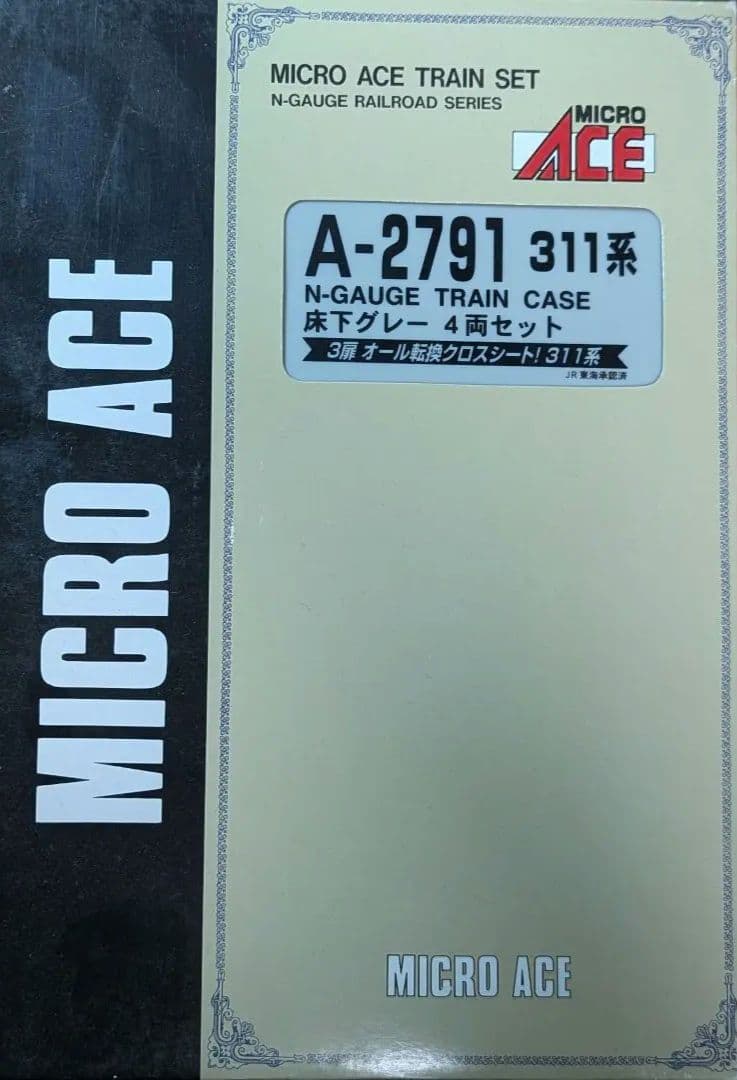 MICRO ACE
MICRO ACE TRAIN SET
N-GAUGE RAILROAD SERIES
MICRO
ACE
A-2791 311系
N-GAUGE TRAIN CASE
床下グレー 4両セット
3扉 オール転換クロスシート! 311系
JR東海承認済
MICRO ACE